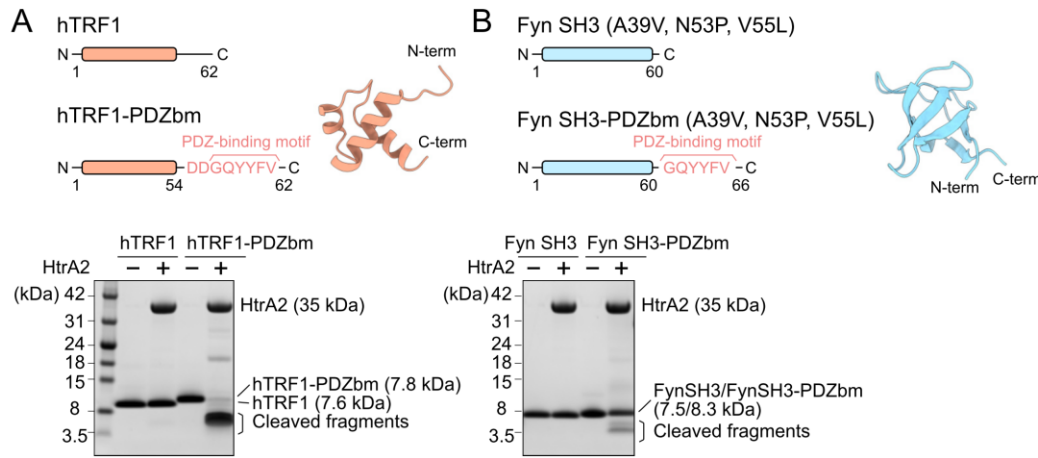 A
hTRF1
N
C
1
62
hTRF1-PDZbm
PDZ-binding motif
N
DDGQYYFV
C
1
54
62
N-term
C-term
hTRF1
hTRF1-PDZbm
HtrA2
−
+
−
+
(kDa)
42
31
24
18
15
8
3.5
HtrA2 (35 kDa)
hTRF1-PDZbm (7.8 kDa)
hTRF1 (7.6 kDa)
Cleaved fragments
B
Fyn SH3 (A39V, N53P, V55L)
N
C
1
60
Fyn SH3-PDZbm (A39V, N53P, V55L)
PDZ-binding motif
N
GQYYFV
C
1
60
66
N-term
C-term
Fyn SH3
Fyn SH3-PDZbm
HtrA2
−
+
−
+
(kDa)
42
31
24
18
15
8
3.5
HtrA2 (35 kDa)
FynSH3/FynSH3-PDZbm
(7.5/8.3 kDa)
Cleaved fragments